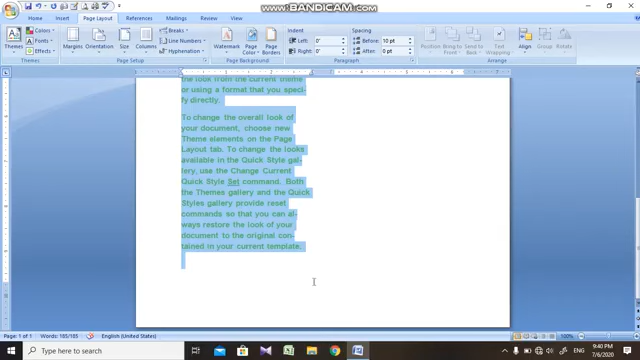 www.BANDICAM.com
Home Insert Page Layout References Mailings Review View
Themes Colors Fonts Effects
Margins Orientation Size Columns Breaks Line Numbers Hyphenation
Watermark Page Color Page Borders
Indent Left: 0" Right: 0"
Spacing Before: 10 pt After: 0 pt
Position Bring to Front Send to Back Text Wrapping Align Group Rotate
Themes Page Setup Page Background Paragraph Arrange
the look from the current theme
or using a format that you speci-
fy directly.
To change the overall look of
your document, choose new
Theme elements on the Page
Layout tab. To change the looks
available in the Quick Style gal-
lery, use the Change Current
Quick Style Set command. Both
the Themes gallery and the Quick
Styles gallery provide reset
commands so that you can al-
ways restore the look of your
document to the original con-
tained in your current template.
Page: 1 of 1 Words: 185/185 English (United States) 100%
Type here to search
ENG
9:40 PM
7/6/2020